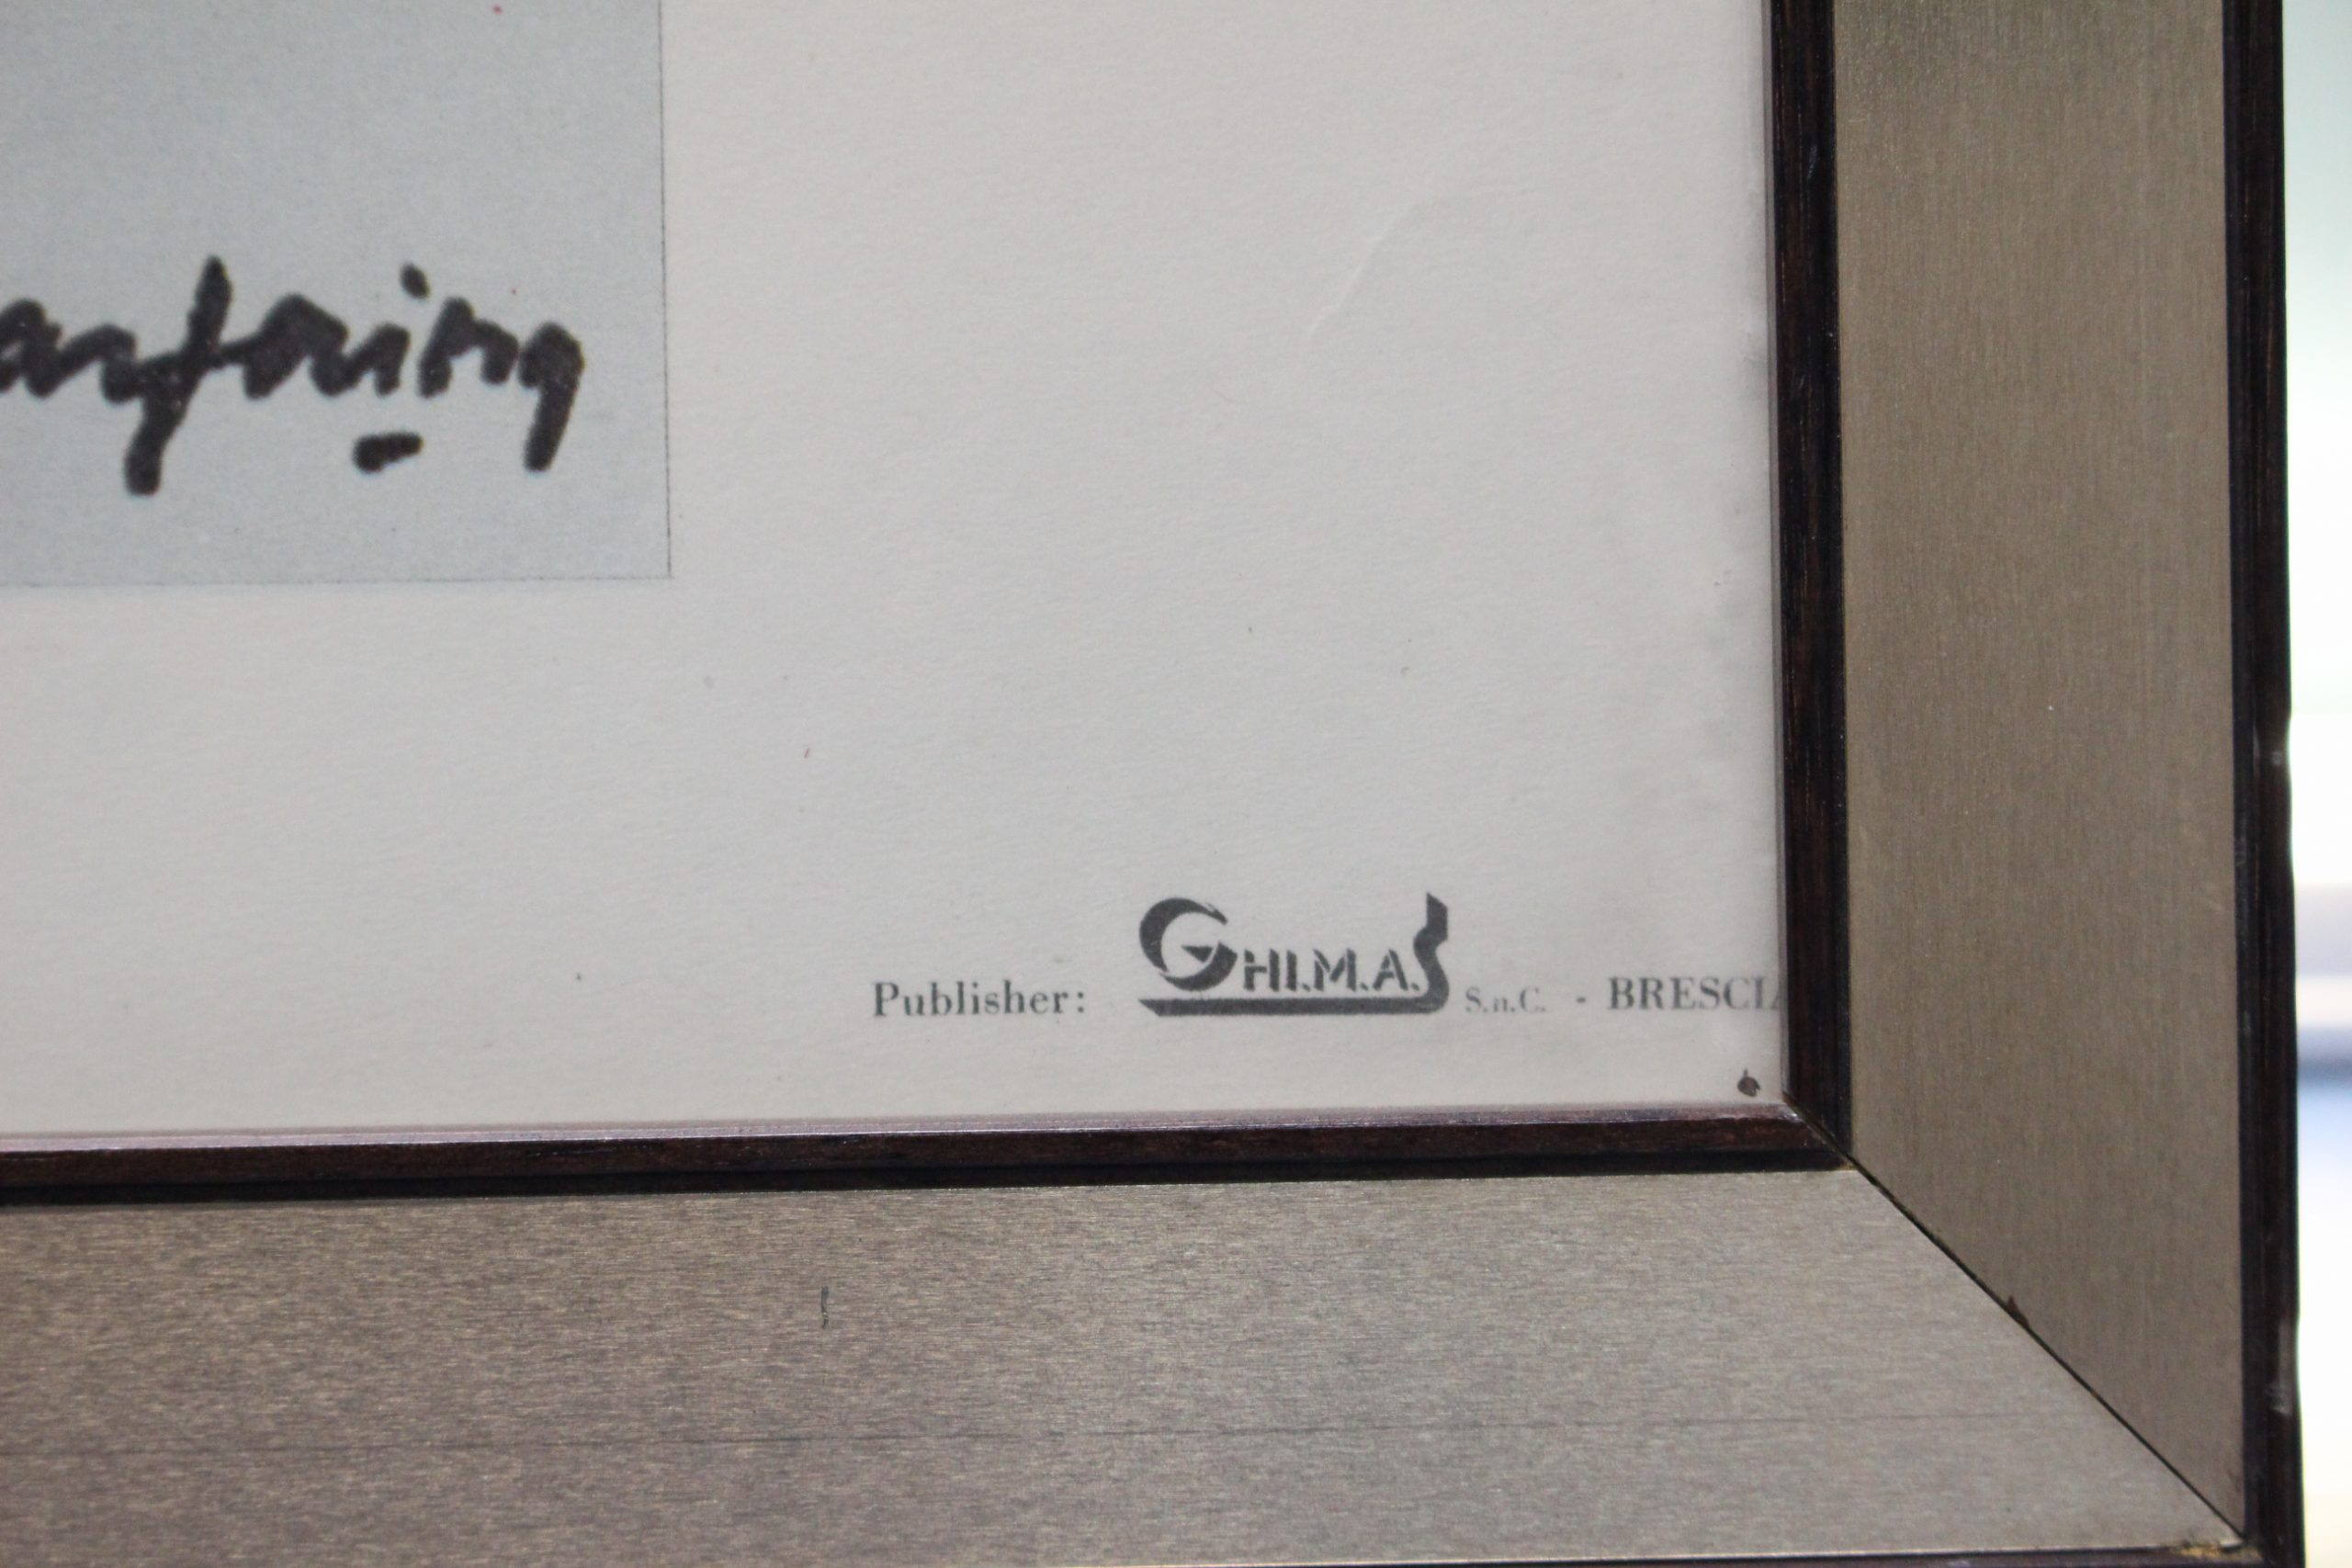 Publisher: GHI.M.A.S S.n.C. - BRESCIA